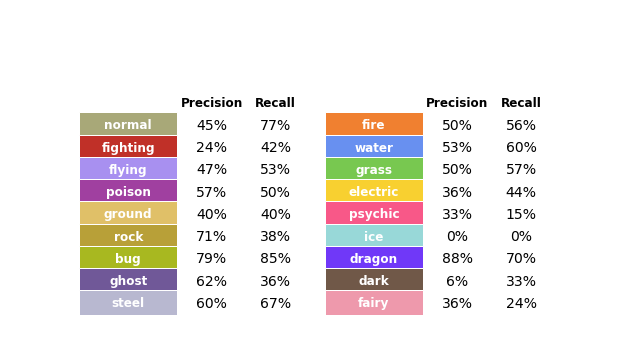 Precision Recall Precision Recall
normal 45% 77% fire 50% 56%
fighting 24% 42% water 53% 60%
flying 47% 53% grass 50% 57%
poison 57% 50% electric 36% 44%
ground 40% 40% psychic 33% 15%
rock 71% 38% ice 0% 0%
bug 79% 85% dragon 88% 70%
ghost 62% 36% dark 6% 33%
steel 60% 67% fairy 36% 24%